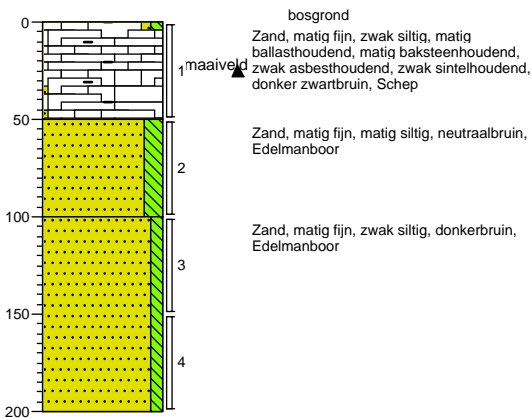 bosgrond
0
maaiveld
Zand, matig fijn, zwak siltig, matig
ballasthoudend, matig baksteenhoudend,
zwak asbesthoudend, zwak sintelhoudend,
donker zwartbruin, Schep
1
50
Zand, matig fijn, matig siltig, neutraalbruin,
Edelmanboor
2
100
Zand, matig fijn, zwak siltig, donkerbruin,
Edelmanboor
3
150
4
200